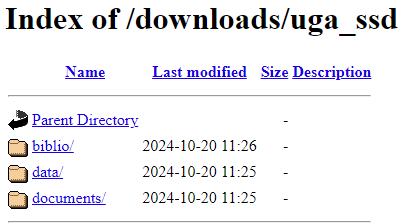 Index of /downloads/uga_ssd
Name Last modified Size Description
Parent Directory -
biblio/ 2024-10-20 11:26 -
data/ 2024-10-20 11:25 -
documents/ 2024-10-20 11:25 -